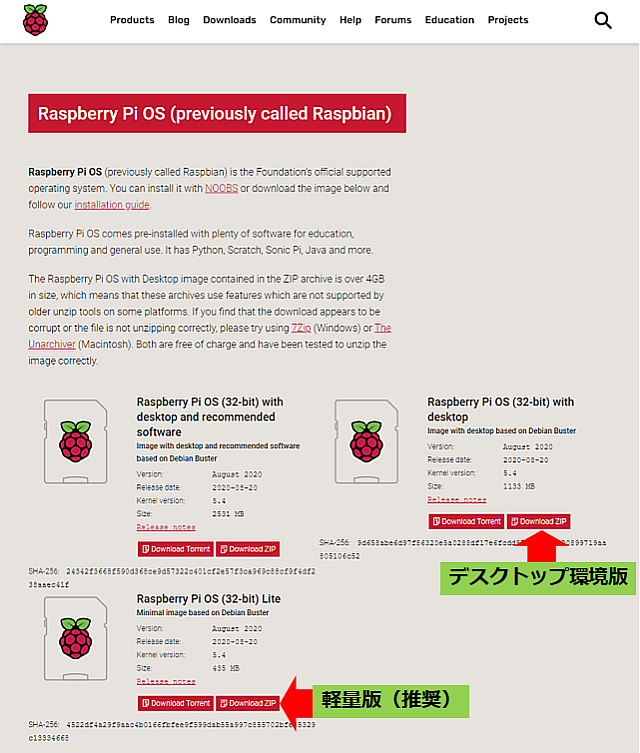 Products Blog Downloads Community Help Forums Education Projects
Raspberry Pi OS (previously called Raspbian)
Raspberry Pi OS (previously called Raspbian) is the Foundation's official supported
operating system. You can install it with NOOBS or download the image below and
follow our installation guide.
Raspberry Pi OS comes pre-installed with plenty of software for education,
programming and general use. It has Python, Scratch, Sonic Pi, Java and more.
The Raspberry Pi OS with Desktop image contained in the ZIP archive is over 4GB
in size, which means that these archives use features which are not supported by
older unzip tools on some platforms. If you find that the download appears to be
corrupt or the file is not unzipping correctly, please try using 7Zip (Windows) or The
Unarchiver (Macintosh). Both are free of charge and have been tested to unzip the
image correctly.
Raspberry Pi OS (32-bit) with
desktop and recommended
software
Image with desktop and recommended software
based on Debian Buster
Version: August 2020
Release date: 2020-08-20
Kernel version: 5.4
Size: 2531 MB
Release notes
Download Torrent Download ZIP
SHA-256: 24342f3668f590d368ce9d57322c401cf2e57f3ca969c88cf9f4df2
38aaec41f
Raspberry Pi OS (32-bit) with
desktop
Image with desktop based on Debian Buster
Version: August 2020
Release date: 2020-08-20
Kernel version: 5.4
Size: 1133 MB
Release notes
Download Torrent Download ZIP
SHA-256:
805106c52
デスクトップ環境版
Raspberry Pi OS (32-bit) Lite
Minimal image based on Debian Buster
Version: August 2020
Release date: 2020-08-20
Kernel version: 5.4
Size: 435 MB
Release notes
Download Torrent Download ZIP
軽量版（推奨）
SHA-256:
c13334668